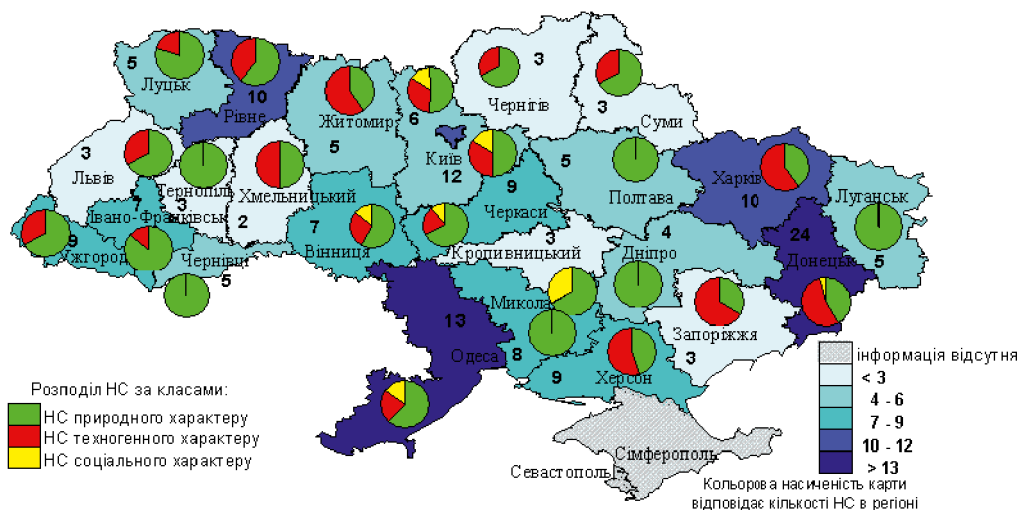 5
Луцьк
10
Рівне
Житомир
5
6
Київ
12
3
Чернігів
3
Суми
3
Львів
Тернопіль
3
Хмельницький
2
7
Івано-Франківськ
9
Ужгород
Чернівці
5
7
Вінниця
9
Черкаси
5
Полтава
Харків
10
Луганськ
5
3
Кропивницький
4
Дніпро
24
Донецьк
13
Одеса
Микола
8
9
Херсон
Запоріжжя
3
Сімферополь
Севастополь
Розподіл НС за класами:
НС природного характеру
НС техногенного характеру
НС соціального характеру
інформація відсутня
< 3
4 - 6
7 - 9
10 - 12
> 13
Кольорова насиченість карти
відповідає кількості НС в регіоні